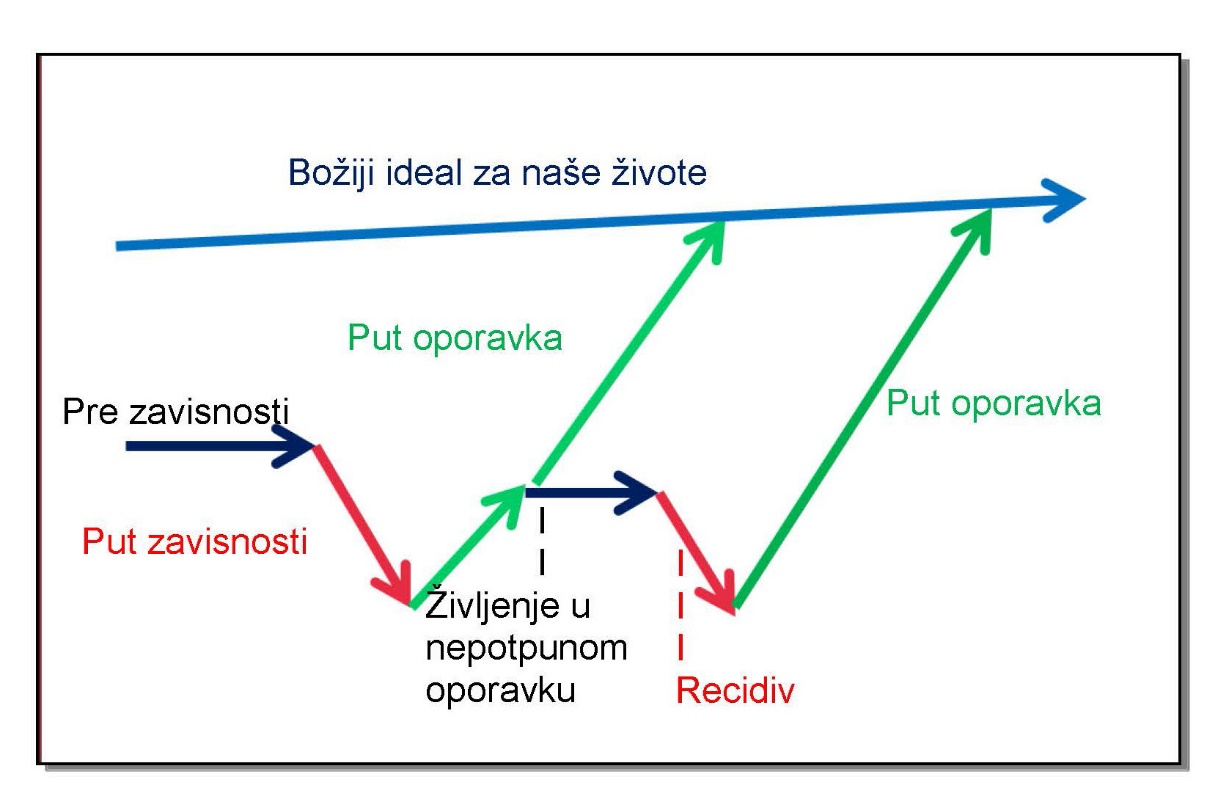 Božiji ideal za naše živote
Put oporavka
Pre zavisnosti
Put oporavka
Put zavisnosti
Življenje u
nepotpunom
oporavku
Recidiv